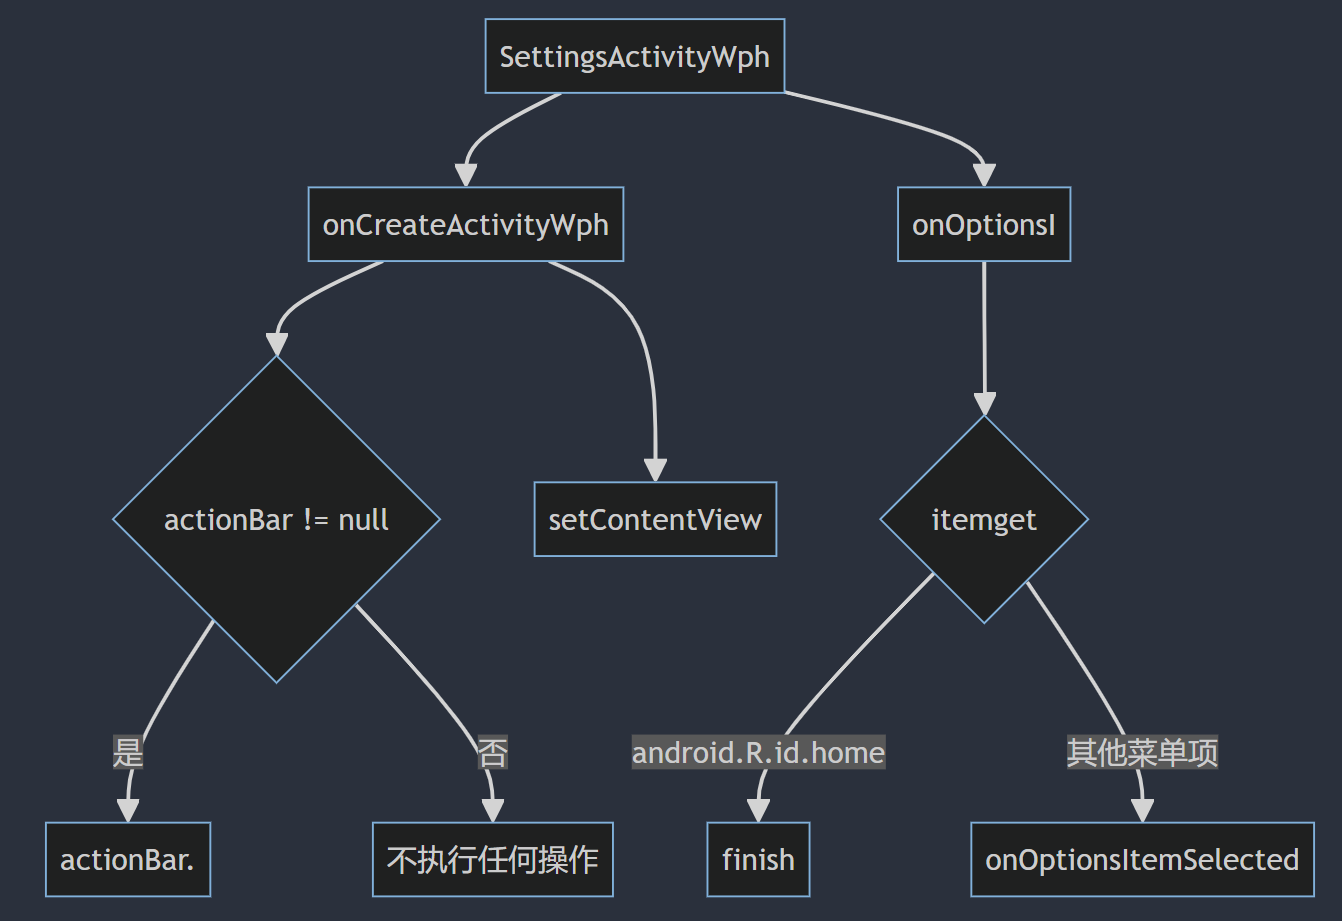 SettingsActivityWph
onCreateActivityWph
onOptionsI
actionBar != null
setContentView
itemget
是
否
android.R.id.home
其他菜单项
actionBar.
不执行任何操作
finish
onOptionsItemSelected